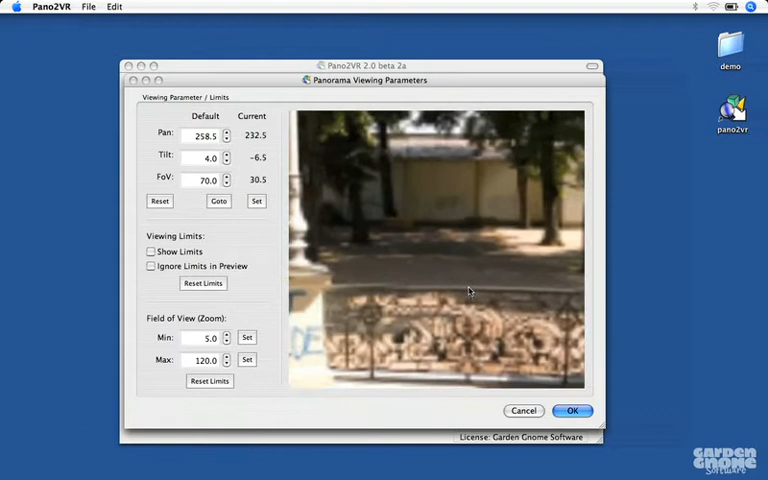 Pano2VR File Edit
demo
pano2vr
Pano2VR 2.0 beta 2a
Panorama Viewing Parameters
Viewing Parameter / Limits
Default Current
Pan: 258.5 232.5
Tilt: 4.0 -6.5
FoV: 70.0 30.5
Reset Goto Set
Viewing Limits:
Show Limits
Ignore Limits in Preview
Reset Limits
Field of View (Zoom):
Min: 5.0 Set
Max: 120.0 Set
Reset Limits
Cancel OK
License: Garden Gnome Software
GARDEN
GNOME
Software